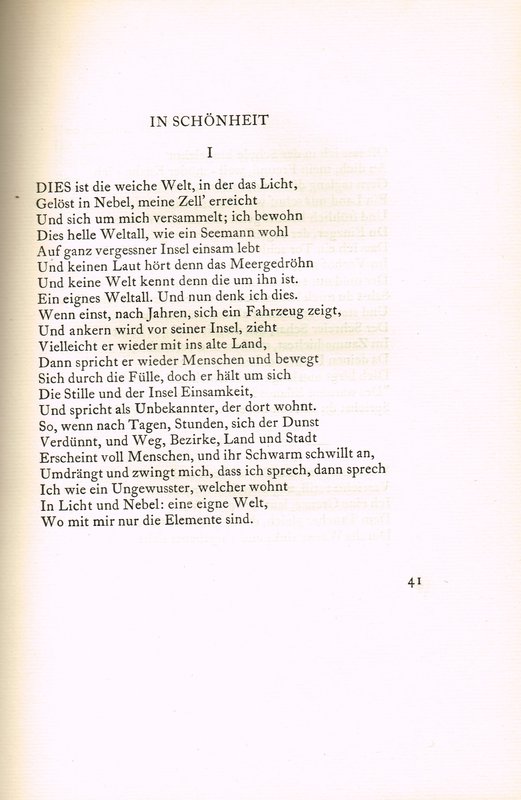 IN SCHÖNHEIT
I
DIES ist die weiche Welt, in der das Licht,
Gelöst in Nebel, meine Zell' erreicht
Und sich um mich versammelt; ich bewohn
Dies helle Weltall, wie ein Seemann wohl
Auf ganz vergessner Insel einsam lebt
Und keinen Laut hört denn das Meergedröhn
Und keine Welt kennt denn die um ihn ist.
Ein eignes Weltall. Und nun denk ich dies.
Wenn einst, nach Jahren, sich ein Fahrzeug zeigt,
Und ankern wird vor seiner Insel, zieht
Vielleicht er wieder mit ins alte Land,
Dann spricht er wieder Menschen und bewegt
Sich durch die Fülle, doch er hält um sich
Die Stille und der Insel Einsamkeit,
Und spricht als Unbekannter, der dort wohnt.
So, wenn nach Tagen, Stunden, sich der Dunst
Verdünnt, und Weg, Bezirke, Land und Stadt
Erscheint voll Menschen, und ihr Schwarm schwillt an,
Umdrängt und zwingt mich, dass ich sprech, dann sprech
Ich wie ein Ungewusster, welcher wohnt
In Licht und Nebel: eine eigne Welt,
Wo mit mir nur die Elemente sind.
41